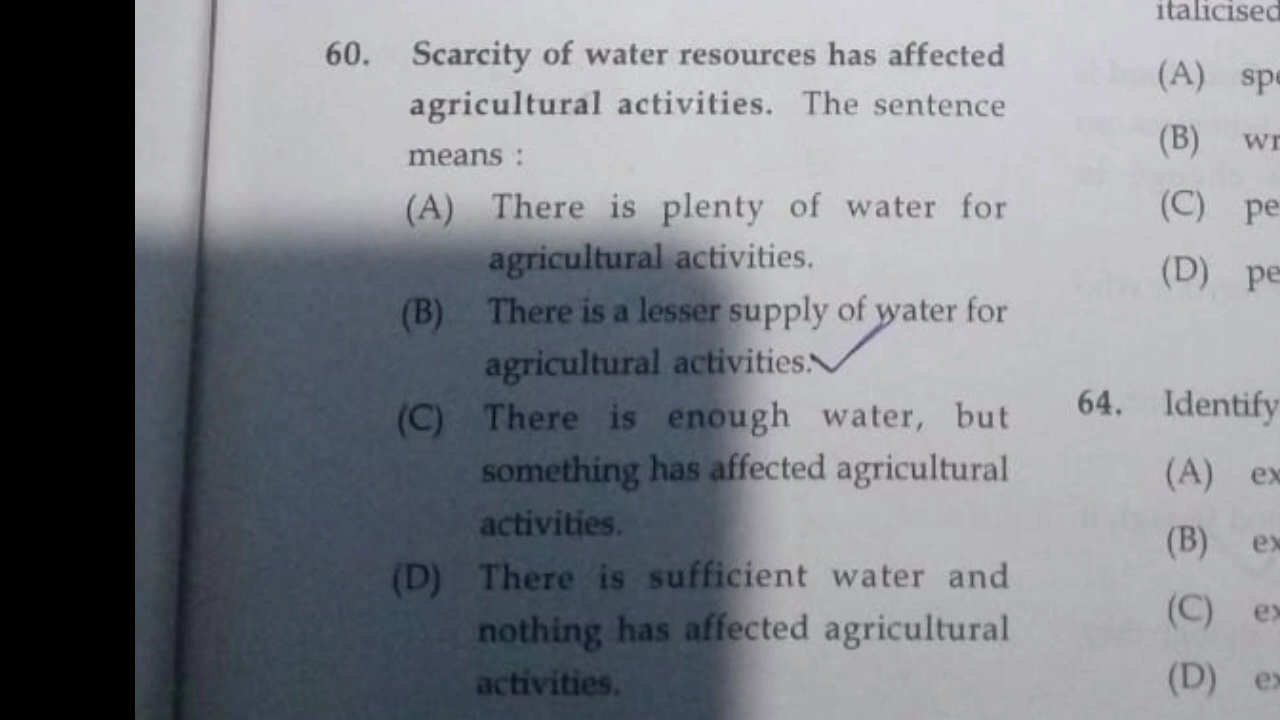 60. Scarcity of water resources has affected
agricultural activities. The sentence
means :
(A) There is plenty of water for
agricultural activities.
(B) There is a lesser supply of water for
agricultural activities.
(C) There is enough water, but
something has affected agricultural
activities.
(D) There is sufficient water and
nothing has affected agricultural
activities.
italicised
(A)
(B)
(C)
(D)
64. Identify
(A)
(B)
(C)
(D)